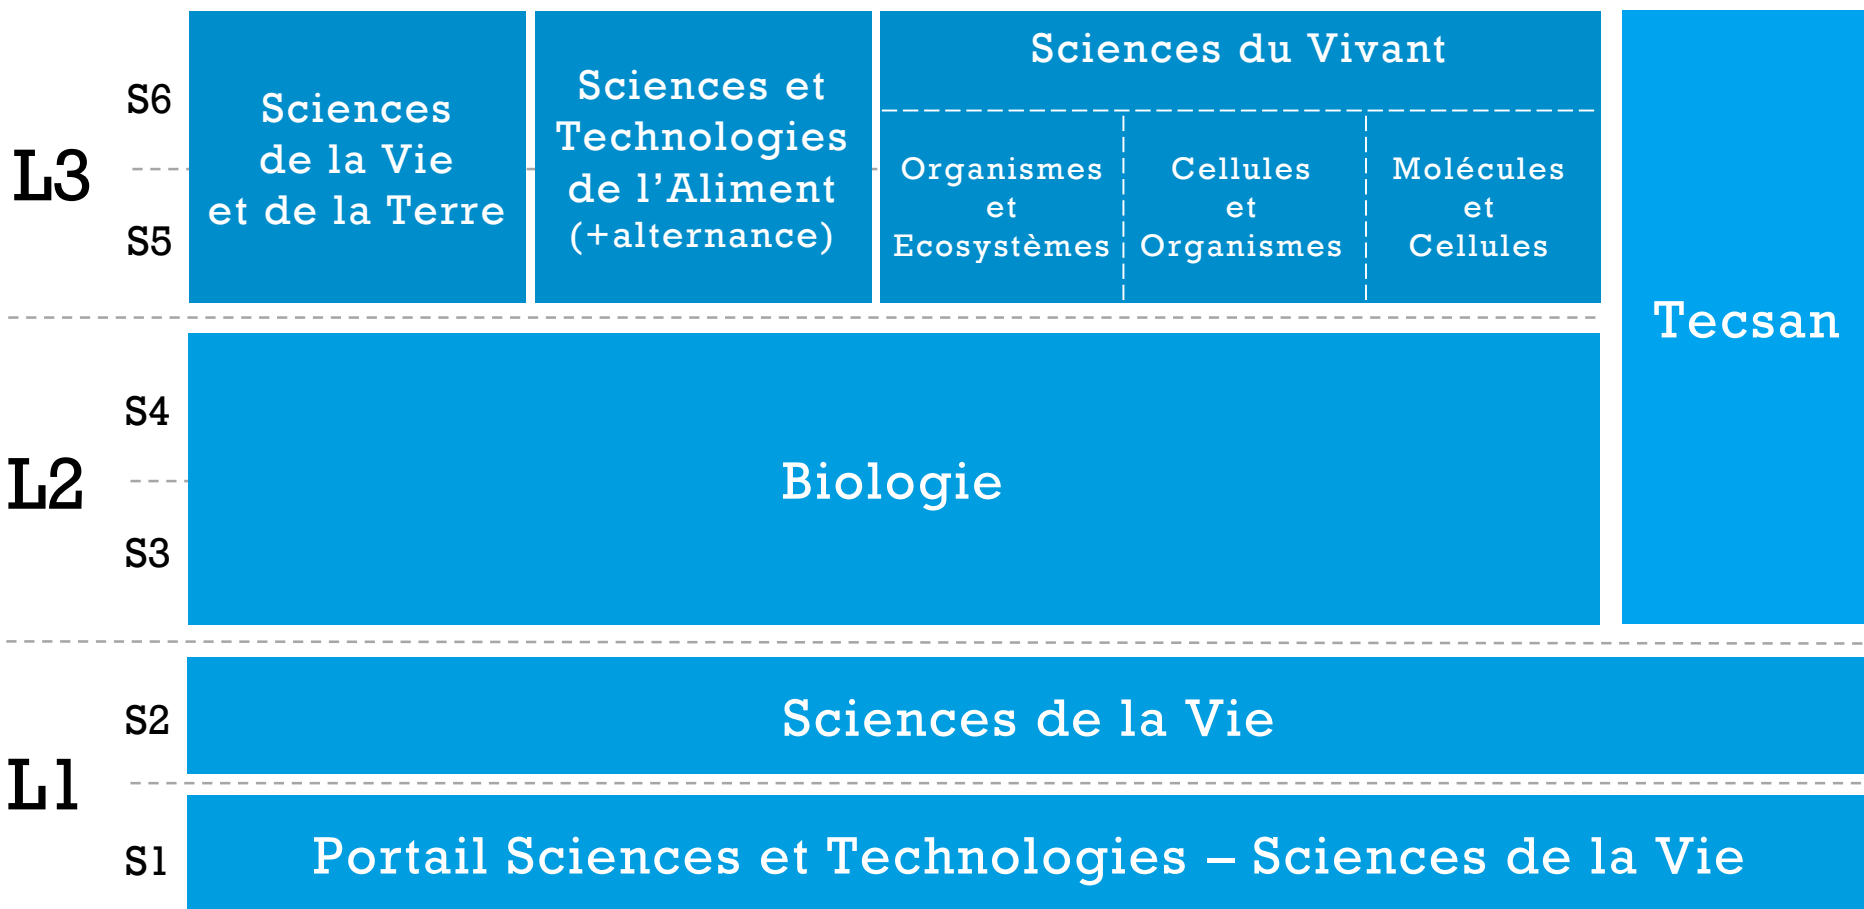 L3
S6
S5
Sciences
de la Vie
et de la Terre
Sciences et
Technologies
de l’Aliment
(+alternance)
Sciences du Vivant
Organismes
et
Ecosystèmes
Cellules
et
Organismes
Molécules
et
Cellules
Tecsan
L2
S4
S3
Biologie
L1
S2
Sciences de la Vie
S1
Portail Sciences et Technologies – Sciences de la Vie